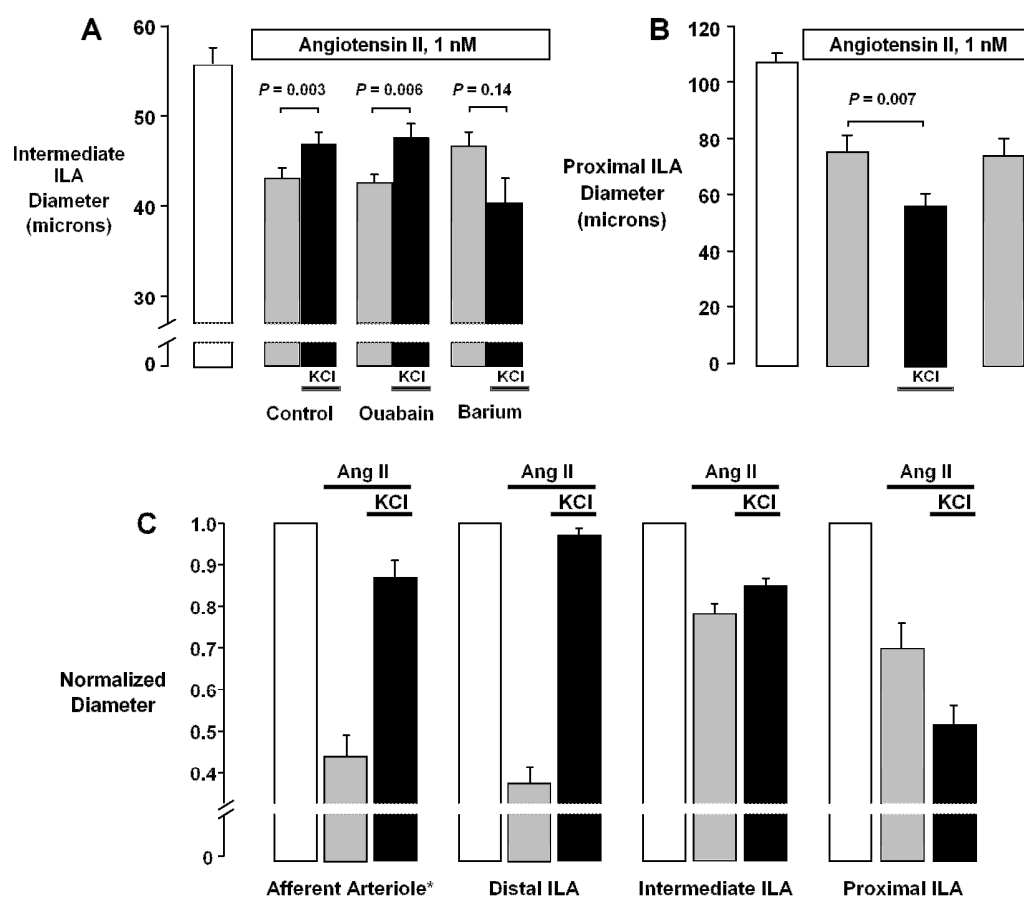 A
Angiotensin II, 1 nM
60
50
40
30
0
Intermediate
ILA
Diameter
(microns)
P = 0.003
P = 0.006
P = 0.14
KCl
KCl
KCl
Control
Ouabain
Barium
B
Angiotensin II, 1 nM
120
100
80
60
40
20
0
Proximal ILA
Diameter
(microns)
P = 0.007
KCl
C
Ang II
KCl
Ang II
KCl
Ang II
KCl
Ang II
KCl
1.0
0.9
0.8
0.7
0.6
0.5
0.4
0
Normalized
Diameter
Afferent Arteriole*
Distal ILA
Intermediate ILA
Proximal ILA